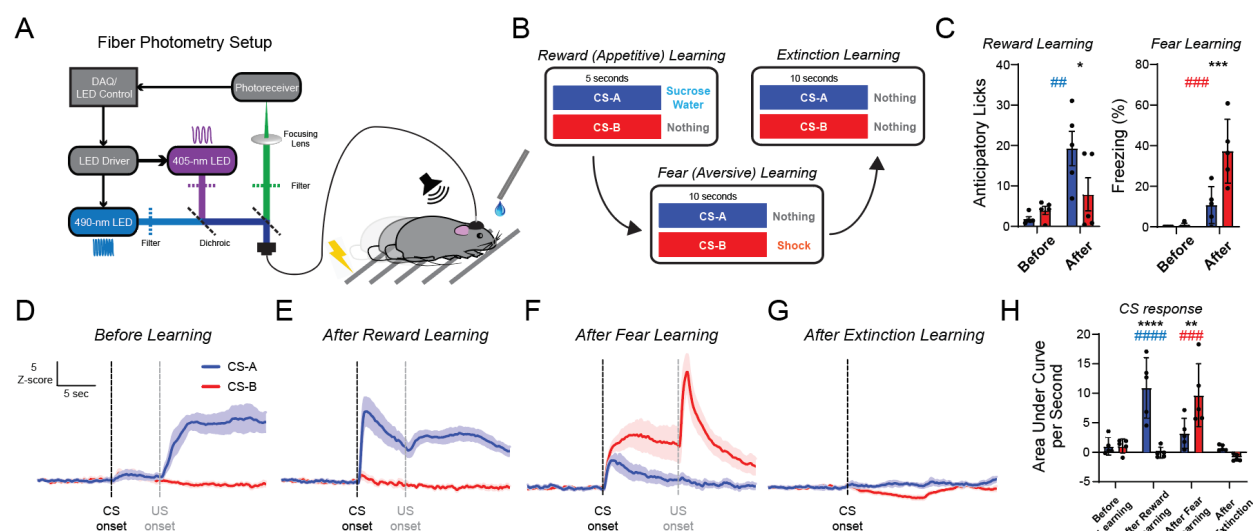 A
Fiber Photometry Setup
DAQ/
LED Control
Photoreceiver
Focusing
Lens
LED Driver
405-nm LED
Filter
490-nm LED
Filter
Dichroic
B
Reward (Appetitive) Learning
5 seconds
CS-A
Sucrose
Water
CS-B
Nothing
Extinction Learning
10 seconds
CS-A
Nothing
CS-B
Nothing
Fear (Aversive) Learning
10 seconds
CS-A
Nothing
CS-B
Shock
C
Reward Learning
Anticipatory Licks
40
30
20
10
0
##
*
Before
After
Fear Learning
Freezing (%)
80
60
40
20
0
###
***
Before
After
D
Before Learning
5
Z-score
5 sec
CS-A
CS-B
CS
onset
US
onset
E
After Reward Learning
CS
onset
US
onset
F
After Fear Learning
CS
onset
US
onset
G
After Extinction Learning
CS
onset
H
CS response
Area Under Curve
per Second
20
15
10
5
0
-5
****
####
**
###
Before
Learning
After Reward
Learning
After Fear
Learning
After
Extinction